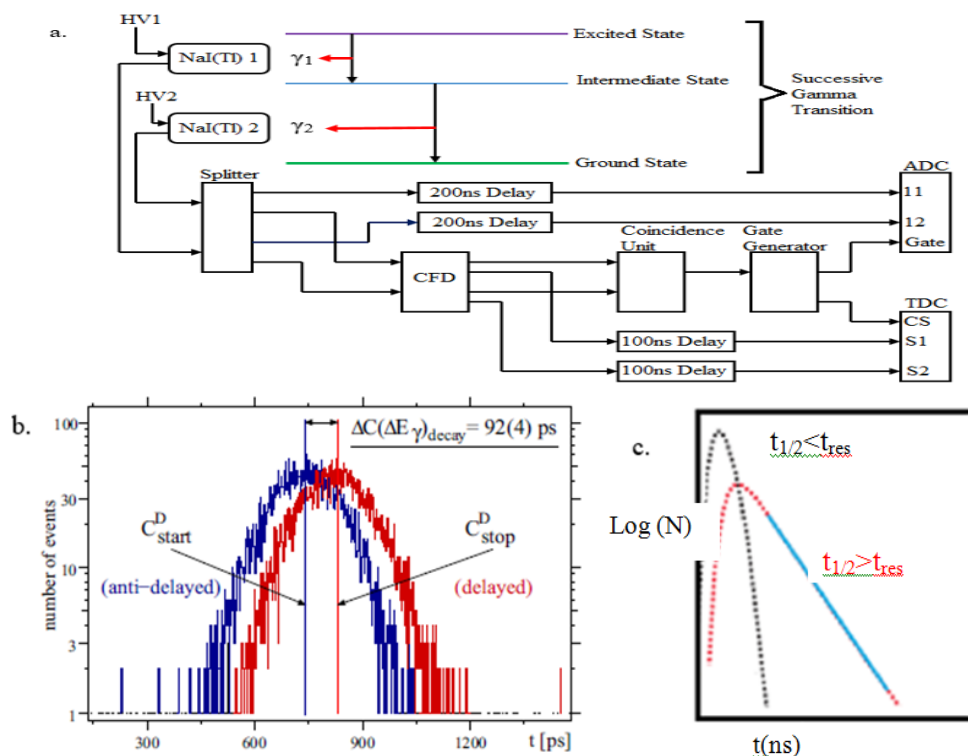 a.
HV1
NaI(Tl) 1
HV2
NaI(Tl) 2
γ1
γ2
Excited State
Intermediate State
Ground State
Successive
Gamma
Transition
Splitter
200ns Delay
200ns Delay
CFD
Coincidence
Unit
Gate
Generator
100ns Delay
100ns Delay
ADC
11
12
Gate
TDC
CS
S1
S2
b.
ΔC(ΔE γ)decay= 92(4) ps
number of events
100
30
10
3
1
C^D_start
(anti−delayed)
C^D_stop
(delayed)
300
600
900
1200
t [ps]
c.
t1/2<tres
Log (N)
t1/2>tres
t(ns)